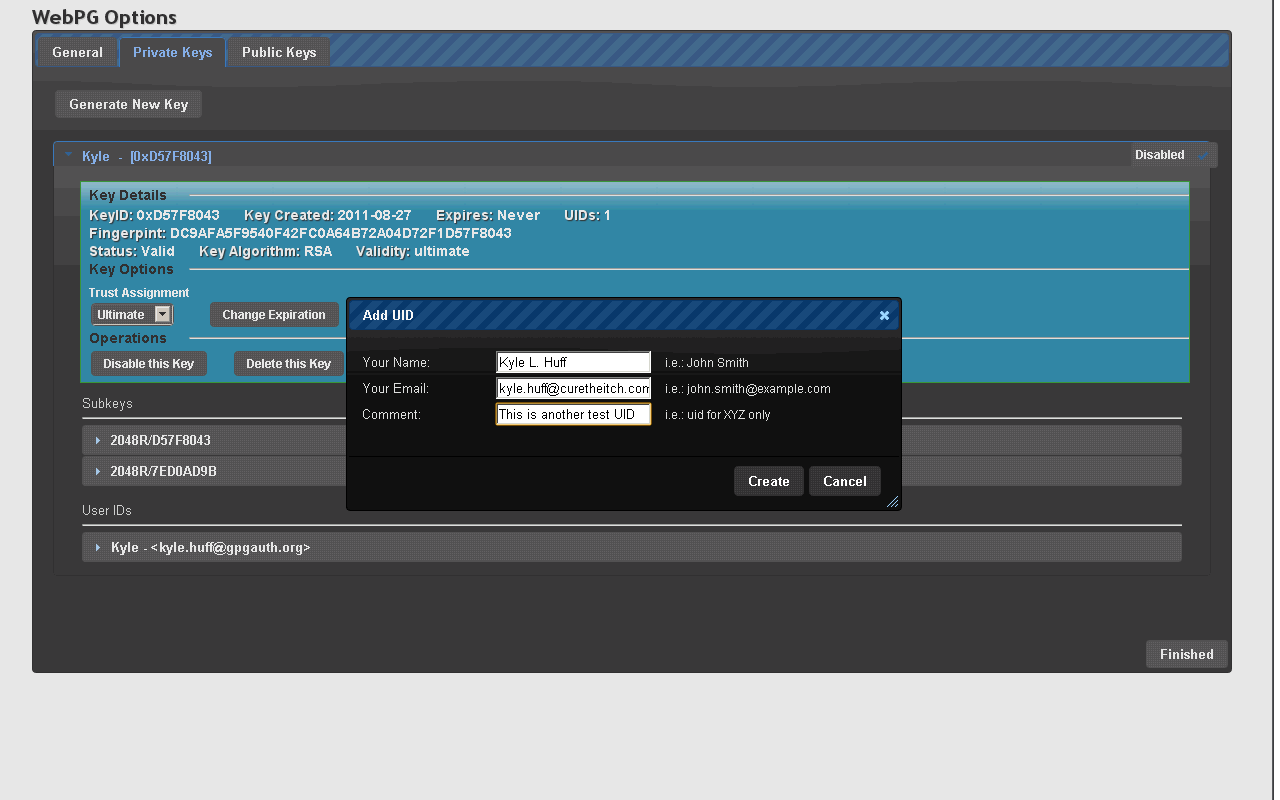 WebPG Options
General Private Keys Public Keys
Generate New Key
Kyle - [0xD57F8043] Disabled
Key Details
KeyID: 0xD57F8043 Key Created: 2011-08-27 Expires: Never UIDs: 1
Fingerpint: DC9AFA5F9540F42FC0A64B72A04D72F1D57F8043
Status: Valid Key Algorithm: RSA Validity: ultimate
Key Options
Trust Assignment
Ultimate Change Expiration
Operations
Disable this Key Delete this Key
Add UID
Your Name: Kyle L. Huff i.e.: John Smith
Your Email: kyle.huff@curetheitch.com i.e.: john.smith@example.com
Comment: This is another test UID i.e.: uid for XYZ only
Create Cancel
Subkeys
2048R/D57F8043
2048R/7ED0AD9B
User IDs
Kyle - <kyle.huff@gpgauth.org>
Finished